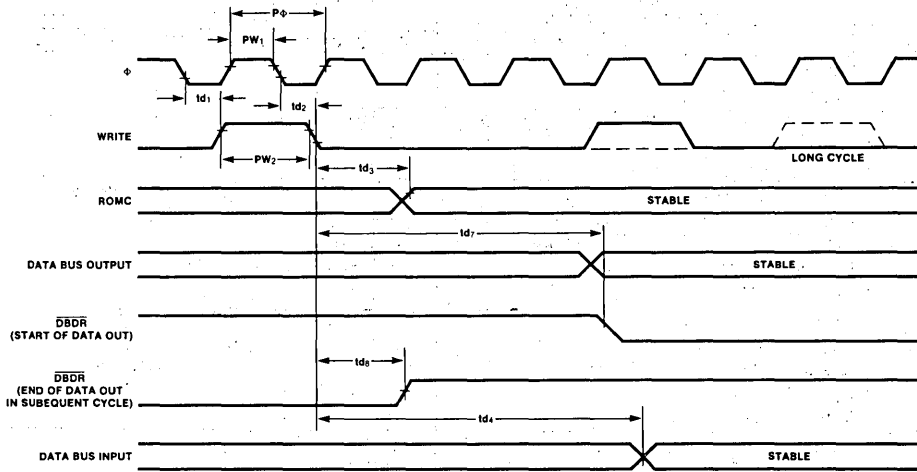 PΦ
PW1
Φ
td1
td2
WRITE
PW2
LONG CYCLE
td3
ROMC
STABLE
td7
DATA BUS OUTPUT
STABLE
DBDR
(START OF DATA OUT)
td8
DBDR
(END OF DATA OUT
IN SUBEQUENT CYCLE)
td4
DATA BUS INPUT
STABLE